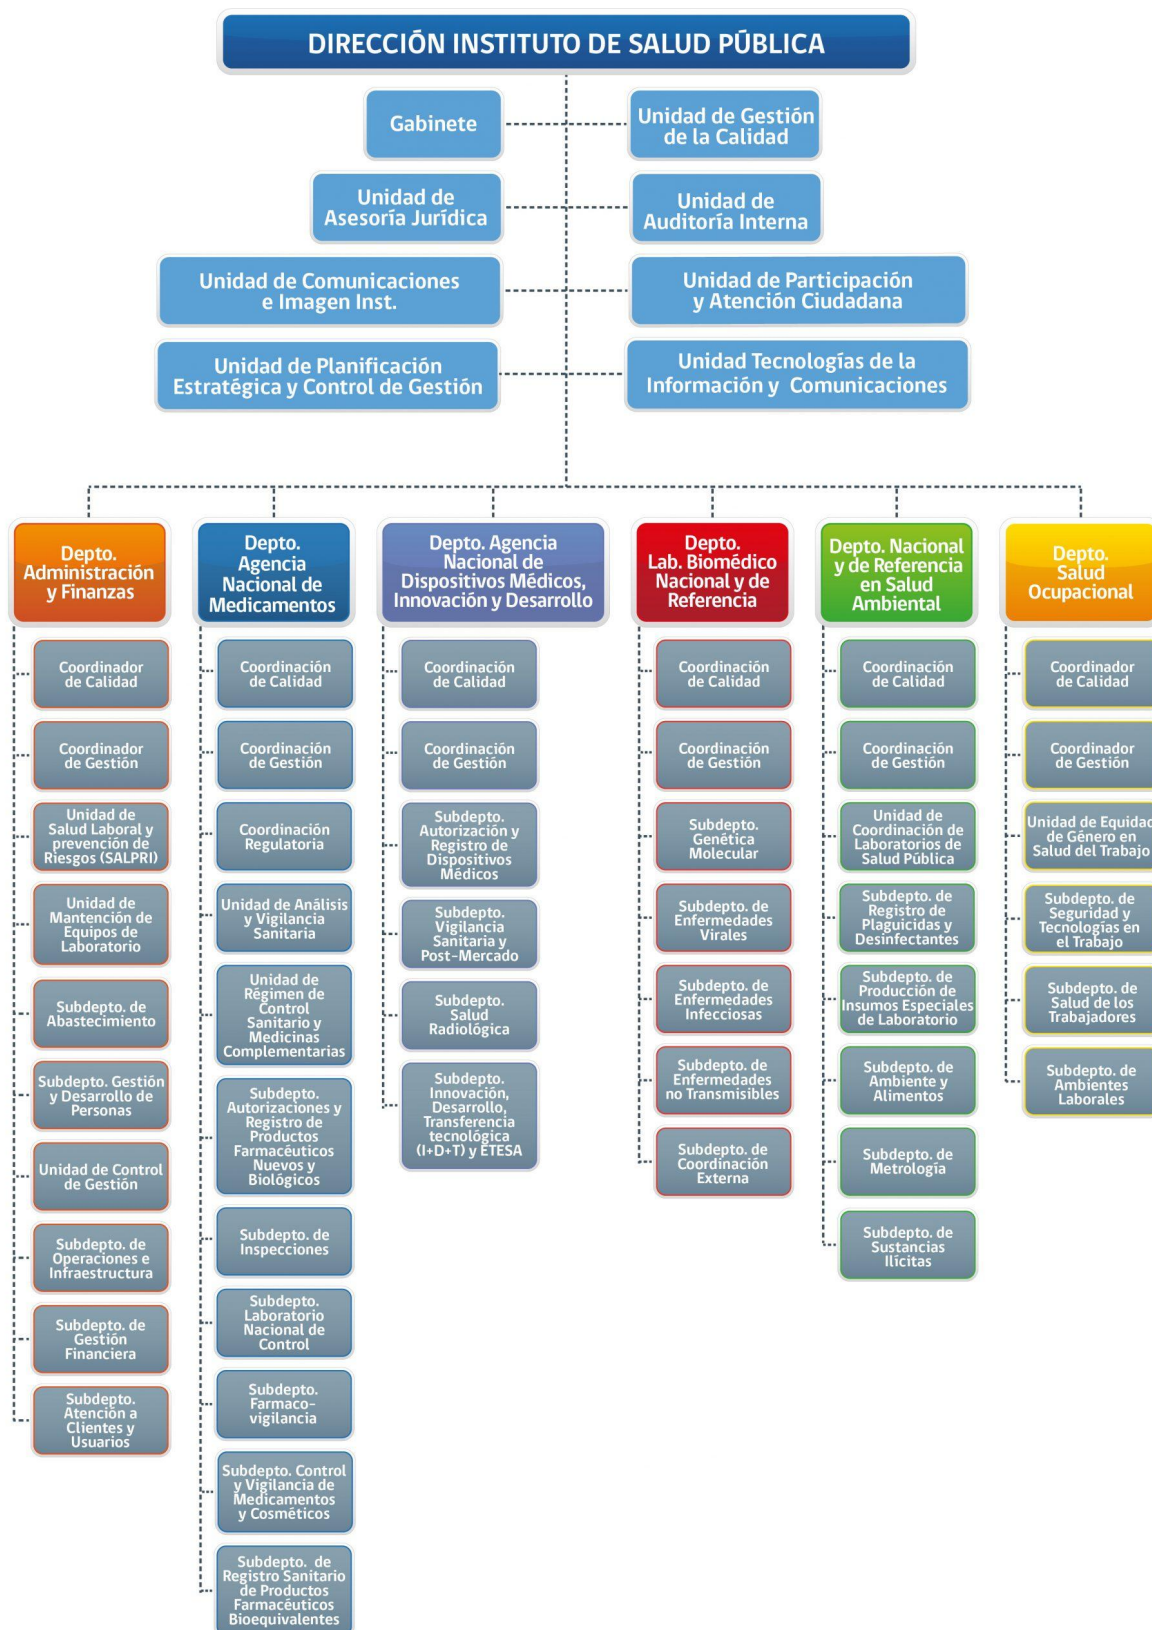 DIRECCIÓN INSTITUTO DE SALUD PÚBLICA
Gabinete
Unidad de Gestión
de la Calidad
Unidad de
Asesoría Jurídica
Unidad de
Auditoría Interna
Unidad de Comunicaciones
e Imagen Inst.
Unidad de Participación
y Atención Ciudadana
Unidad de Planificación
Estratégica y Control de Gestión
Unidad Tecnologías de la
Información y Comunicaciones
Depto.
Administración
y Finanzas
Coordinador
de Calidad
Coordinador
de Gestión
Unidad de
Salud Laboral y
prevención de
Riesgos (SALPRI)
Unidad de
Mantención de
Equipos de
Laboratorio
Subdepto. de
Abastecimiento
Subdepto. Gestión
y Desarrollo de
Personas
Unidad de Control
de Gestión
Subdepto. de
Operaciones e
Infraestructura
Subdepto. de
Gestión
Financiera
Subdepto.
Atención a
Clientes y
Usuarios
Depto.
Agencia
Nacional de
Medicamentos
Coordinación
de Calidad
Coordinación
de Gestión
Coordinación
Regulatoria
Unidad de Análisis
y Vigilancia
Sanitaria
Unidad de
Régimen de
Control
Sanitario y
Medicinas
Complementarias
Subdepto.
Autorizaciones y
Registro de
Productos
Farmacéuticos
Nuevos y
Biológicos
Subdepto. de
Inspecciones
Subdepto.
Laboratorio
Nacional de
Control
Subdepto.
Farmaco-
vigilancia
Subdepto. Control
y Vigilancia de
Medicamentos
y Cosméticos
Subdepto. de
Registro Sanitario
de Productos
Farmacéuticos
Bioequivalentes
Depto. Agencia
Nacional de
Dispositivos Médicos,
Innovación y Desarrollo
Coordinación
de Calidad
Coordinación
de Gestión
Subdepto.
Autorización y
Registro de
Dispositivos
Médicos
Subdepto.
Vigilancia
Sanitaria y
Post-Mercado
Subdepto.
Salud
Radiológica
Subdepto.
Innovación,
Desarrollo,
Transferencia
tecnológica
(I+D+T) y ETESA
Depto.
Lab. Biomédico
Nacional y de
Referencia
Coordinación
de Calidad
Coordinación
de Gestión
Subdepto.
Genética
Molecular
Subdepto. de
Enfermedades
Virales
Subdepto. de
Enfermedades
Infecciosas
Subdepto. de
Enfermedades
no Transmisibles
Subdepto. de
Coordinación
Externa
Depto. Nacional
y de Referencia
en Salud
Ambiental
Coordinación
de Calidad
Coordinación
de Gestión
Unidad de
Coordinación de
Laboratorios de
Salud Pública
Subdepto. de
Registro de
Plaguicidas y
Desinfectantes
Subdepto. de
Producción de
Insumos Especiales
de Laboratorio
Subdepto. de
Ambiente y
Alimentos
Subdepto. de
Metrología
Subdepto. de
Sustancias
Ilícitas
Depto.
Salud
Ocupacional
Coordinador
de Calidad
Coordinador
de Gestión
Unidad de Equidad
de Género en
Salud del Trabajo
Subdepto. de
Seguridad y
Tecnologías en
el Trabajo
Subdepto. de
Salud de los
Trabajadores
Subdepto. de
Ambientes
Laborales